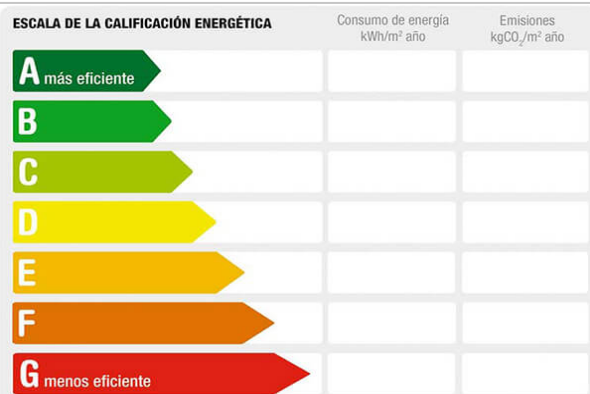 ESCALA DE LA CALIFICACIÓN ENERGÉTICA
Consumo de energía
kWh/m² año
Emisiones
kgCO₂/m² año
A más eficiente
B
C
D
E
F
G menos eficiente